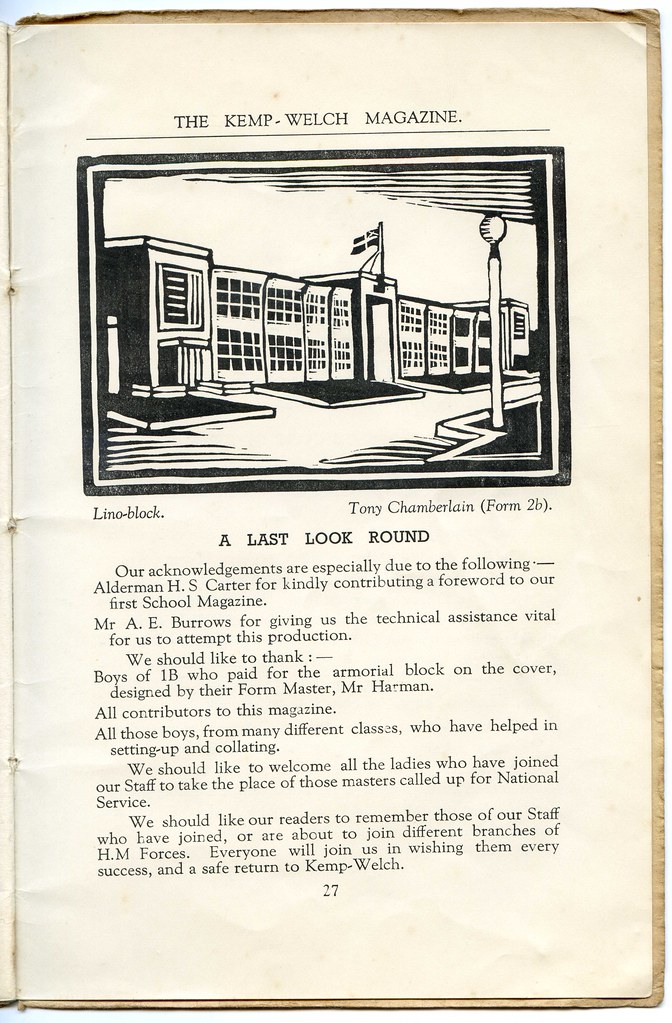 THE KEMP-WELCH MAGAZINE.
Lino-block. Tony Chamberlain (Form 2b).
A LAST LOOK ROUND
Our acknowledgements are especially due to the following·—
Alderman H. S Carter for kindly contributing a foreword to our
first School Magazine.
Mr A. E. Burrows for giving us the technical assistance vital
for us to attempt this production.
We should like to thank : —
Boys of 1B who paid for the armorial block on the cover,
designed by their Form Master, Mr Harman.
All contributors to this magazine.
All those boys, from many different classes, who have helped in
setting-up and collating.
We should like to welcome all the ladies who have joined
our Staff to take the place of those masters called up for National
Service.
We should like our readers to remember those of our Staff
who have joined, or are about to join different branches of
H.M Forces. Everyone will join us in wishing them every
success, and a safe return to Kemp-Welch.
27